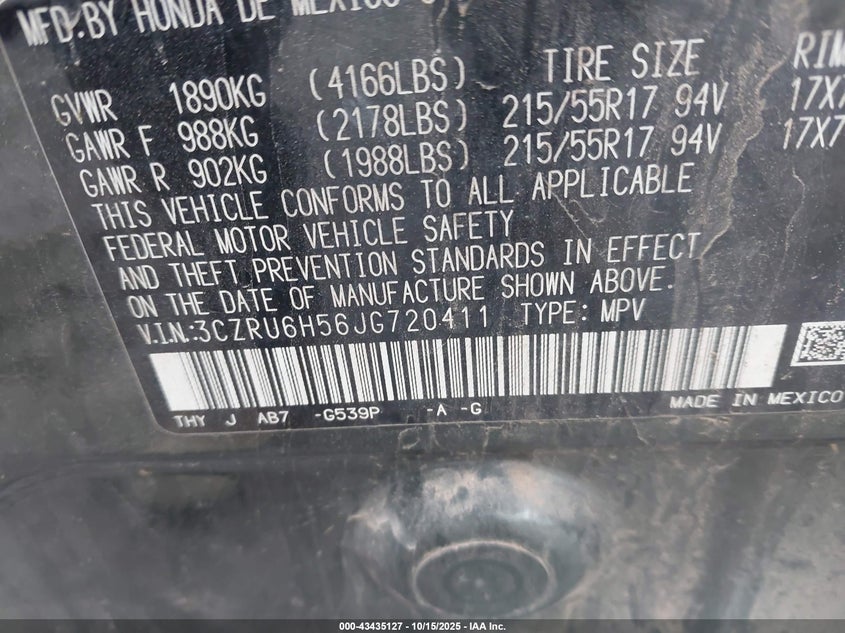 MFD.BY HONDA DE MEXICO
TIRE SIZE RIM
GVWR 1890KG (4166LBS)
GAWR F 988KG (2178LBS) 215/55R17 94V 17X7
GAWR R 902KG (1988LBS) 215/55R17 94V 17X7
THIS VEHICLE CONFORMS TO ALL APPLICABLE
FEDERAL MOTOR VEHICLE SAFETY
AND THEFT PREVENTION STANDARDS IN EFFECT
ON THE DATE OF MANUFACTURE SHOWN ABOVE.
V.I.N:3CZRU6H56JG720411 TYPE: MPV
THY J AB7 -G539P -A -G MADE IN MEXICO
000-43435127 - 10/15/2025 - IAA Inc.